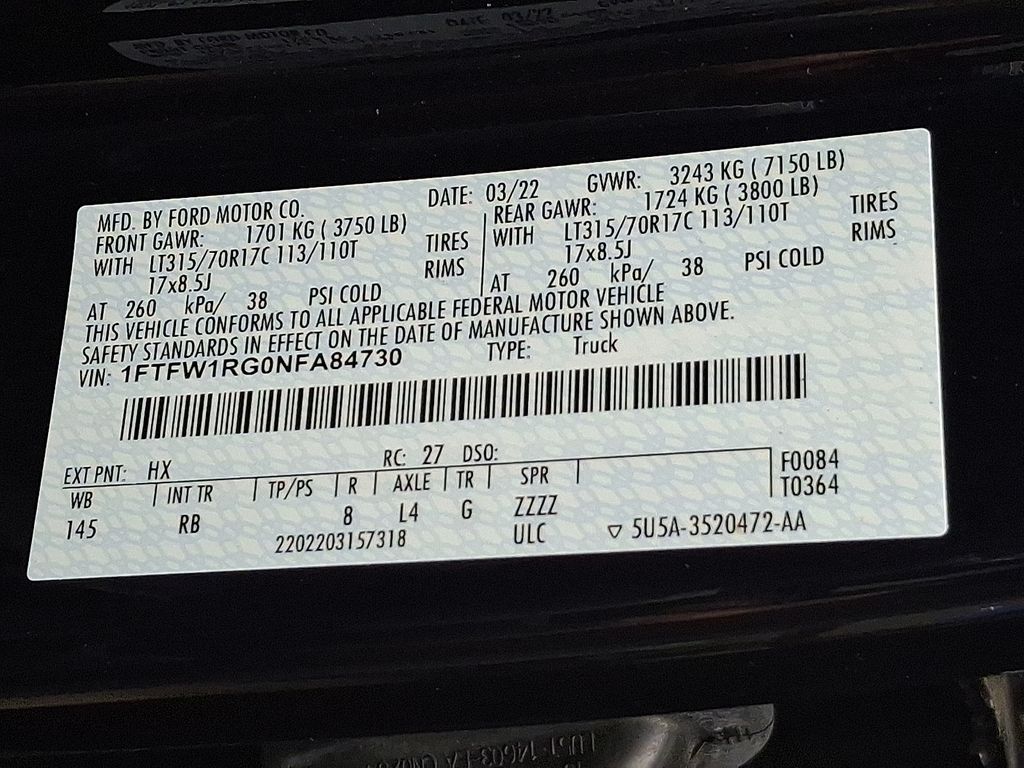 MFD. BY FORD MOTOR CO. DATE: 03/22 GVWR: 3243 KG ( 7150 LB)
FRONT GAWR: 1701 KG ( 3750 LB) REAR GAWR: 1724 KG ( 3800 LB)
WITH LT315/70R17C 113/110T TIRES WITH LT315/70R17C 113/110T TIRES
17x8.5J RIMS 17x8.5J RIMS
AT 260 kPa/ 38 PSI COLD AT 260 kPa/ 38 PSI COLD
THIS VEHICLE CONFORMS TO ALL APPLICABLE FEDERAL MOTOR VEHICLE
SAFETY STANDARDS IN EFFECT ON THE DATE OF MANUFACTURE SHOWN ABOVE.
VIN: 1FTFW1RG0NFA84730 TYPE: Truck
EXT PNT: HX RC: 27 DSO:
WB INT TR TP/PS R AXLE TR SPR F0084
145 RB 8 L4 G ZZZZ T0364
2202203157318 ULC ▽ 5U5A-3520472-AA